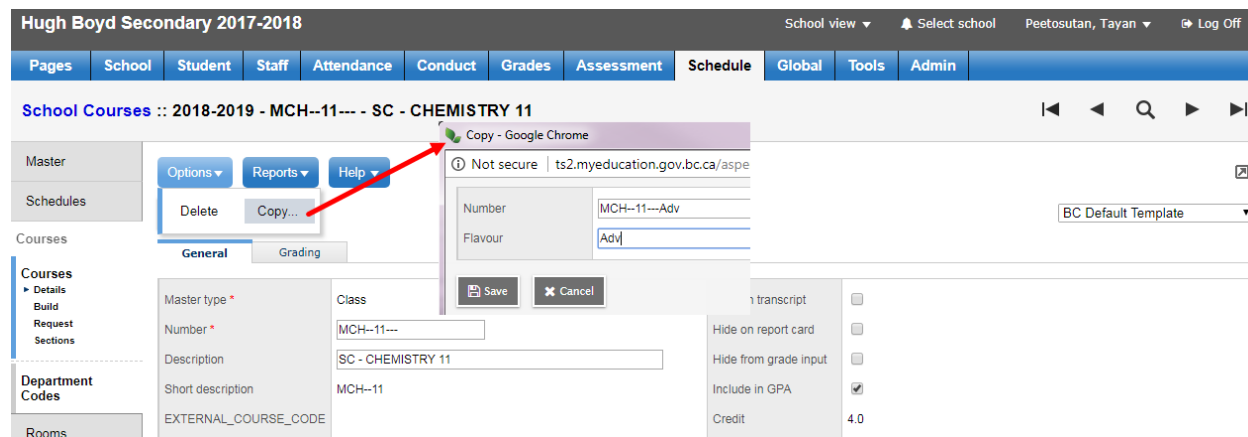 Hugh Boyd Secondary 2017-2018 School view Select school Peetosutan, Tayan Log Off
Pages School Student Staff Attendance Conduct Grades Assessment Schedule Global Tools Admin
School Courses :: 2018-2019 - MCH--11--- - SC - CHEMISTRY 11
Copy - Google Chrome
Not secure | ts2.myeducation.gov.bc.ca/aspe
Master
Options Reports Help
Schedules
Delete Copy...
Number MCH--11---Adv
BC Default Template
Courses
Flavour Adv
General Grading
Courses
Details
Build
Request
Sections
Save Cancel
Master type * Class transcript
Number * MCH--11--- Hide on report card
Description SC - CHEMISTRY 11 Hide from grade input
Department Codes
Short description MCH--11 Include in GPA
EXTERNAL_COURSE_CODE Credit 4.0
Rooms